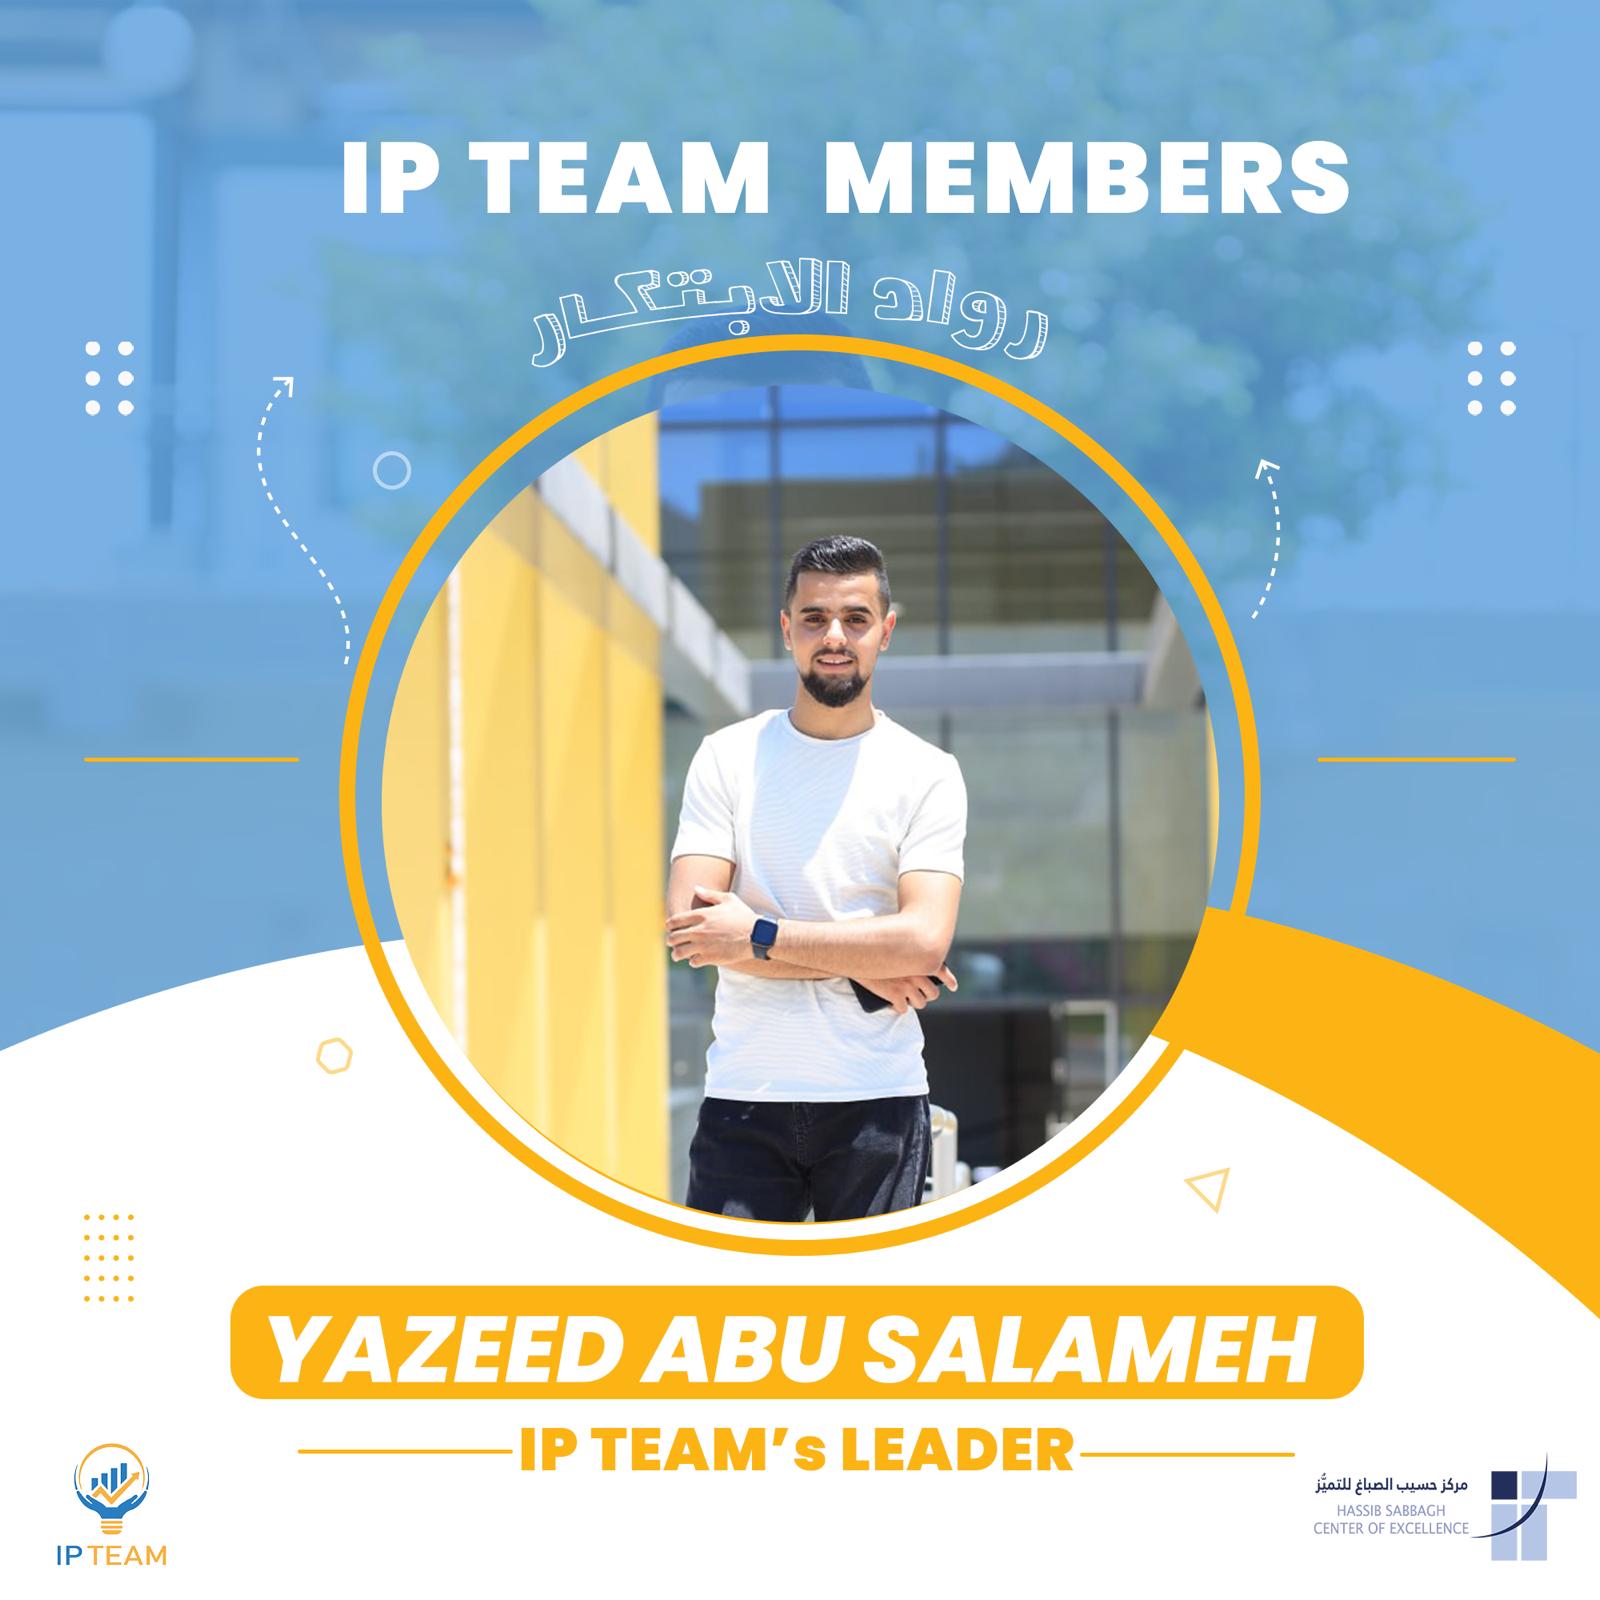 IP TEAM MEMBERS
رواد الابتكار
YAZEED ABU SALAMEH
IP TEAM’s LEADER
IP TEAM
مركز حسيب الصباغ للتميُّز
HASSIB SABBAGH
CENTER OF EXCELLENCE